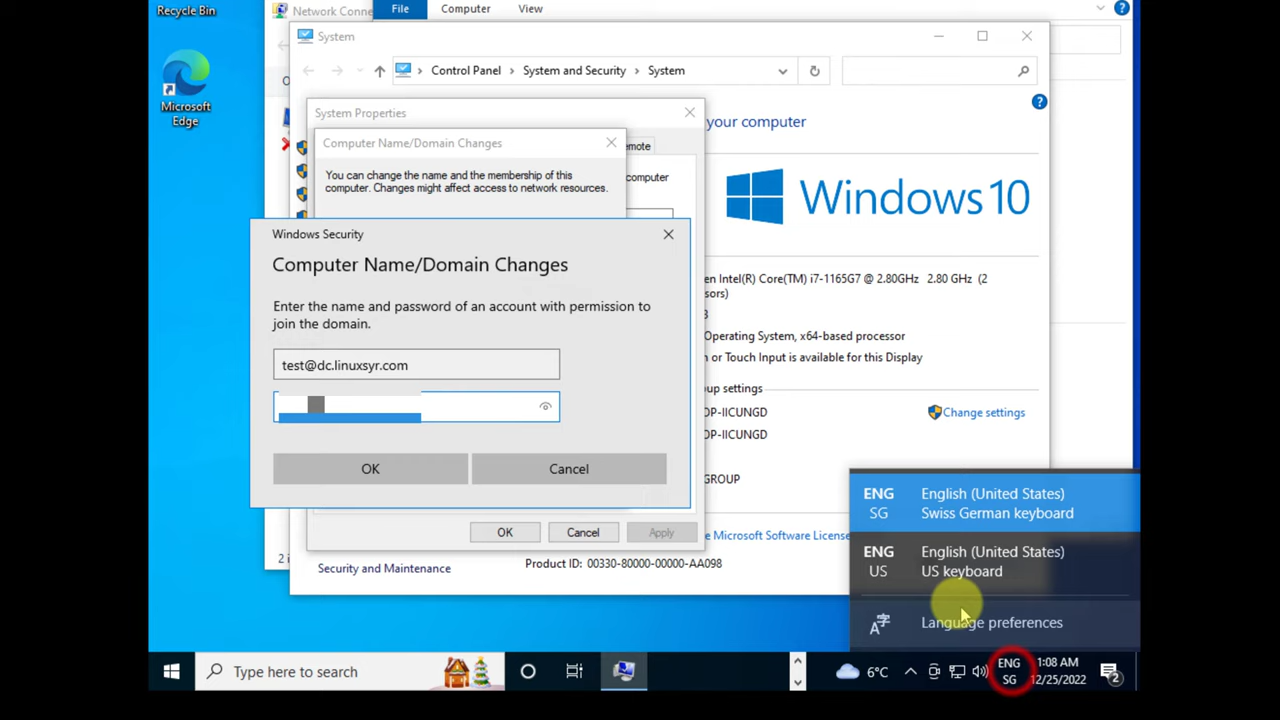 Recycle Bin
Network Conne
File
Computer
View
System
Control Panel
System and Security
System
Microsoft
Edge
System Properties
your computer
Computer Name/Domain Changes
emote
You can change the name and the membership of this
computer. Changes might affect access to network resources.
computer
Windows 10
Windows Security
Computer Name/Domain Changes
Enter the name and password of an account with permission to
join the domain.
test@dc.linuxsyr.com
OK
Cancel
en Intel(R) Core(TM) i7-1165G7 @ 2.80GHz 2.80 GHz (2
sors)
Operating System, x64-based processor
n or Touch Input is available for this Display
oup settings
OP-IICUNGD
Change settings
OP-IICUNGD
GROUP
OK
Cancel
Apply
e Microsoft Software License
Security and Maintenance
Product ID: 00330-80000-00000-AA098
2 i
ENG
English (United States)
SG
Swiss German keyboard
ENG
English (United States)
US
US keyboard
Language preferences
Type here to search
6°C
ENG
SG
1:08 AM
12/25/2022
2